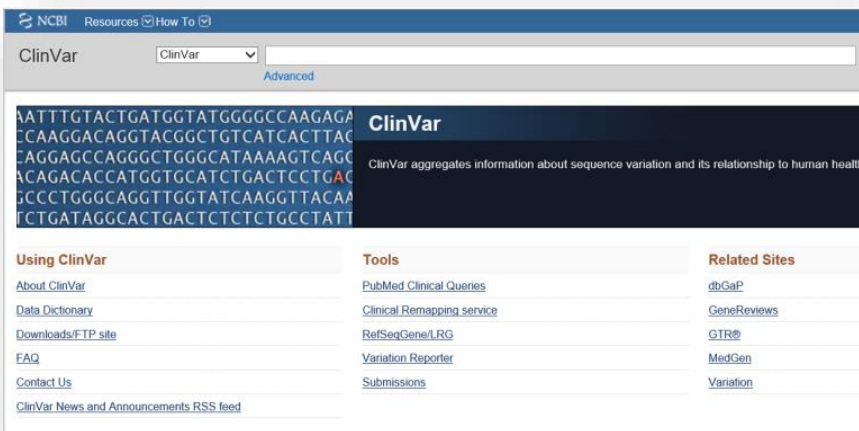 NCBI Resources How To
ClinVar ClinVar
Advanced
AATTTGTACTGATGGTATGGGGCCAAGAGA
CCAAGGACAGGTACGGCTGTCATCACTTAG
CAGGAGCCAGGGCTGGGCATAAAAGTCAGG
ACAGACACCATGGTGCATCTGACTCCTGAG
GCCCTGGGCAGGTTGGTATCAAGGTTACAA
TCTGATAGGCACTGACTCTCTCTGCCTATT
ClinVar
ClinVar aggregates information about sequence variation and its relationship to human healt
Using ClinVar
About ClinVar
Data Dictionary
Downloads/FTP site
FAQ
Contact Us
ClinVar News and Announcements RSS feed
Tools
PubMed Clinical Queries
Clinical Remapping service
RefSeqGene/LRG
Variation Reporter
Submissions
Related Sites
dbGaP
GeneReviews
GTR®
MedGen
Variation